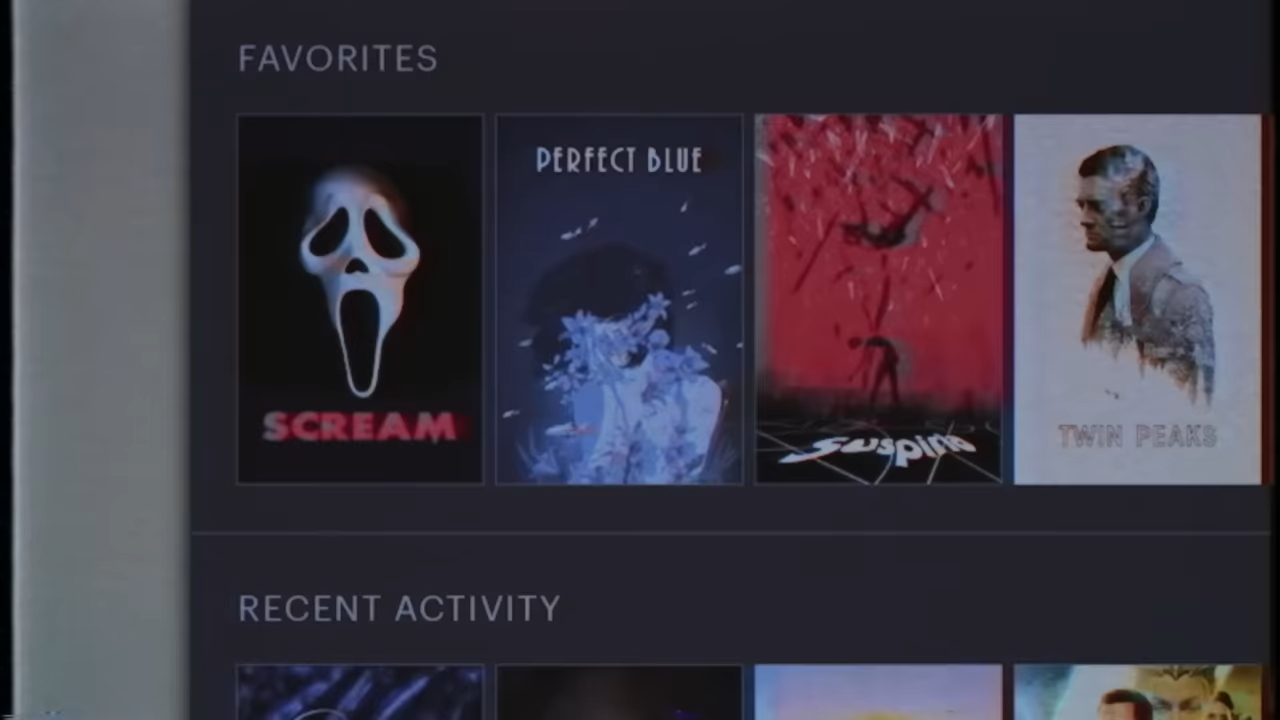 FAVORITES
PERFECT BLUE
SCREAM
Suspiria
TWIN PEAKS
RECENT ACTIVITY